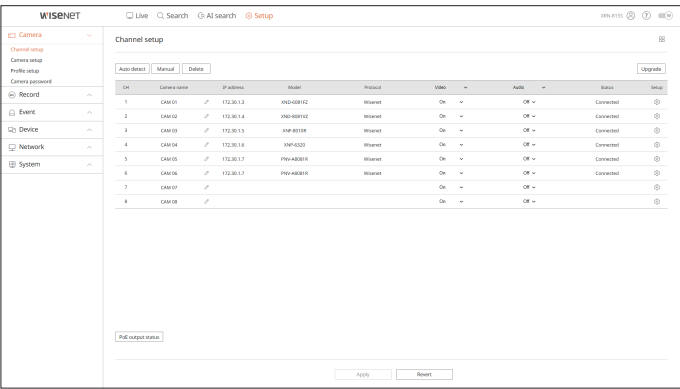 WISENET Live Search AI search Setup XRN-815S ? W
Camera
Channel setup
Camera setup
Profile setup
Camera password
Record
Event
Device
Network
System
Channel setup
Auto detect Manual Delete Upgrade
CH Camera name IP address Model Protocol Video Audio Status Setup
1 CAM 01 172.30.1.3 XND-6081FZ Wisenet On Off Connected
2 CAM 02 172.30.1.4 XND-8081VZ Wisenet On Off Connected
3 CAM 03 172.30.1.5 XNF-8010R Wisenet On Off Connected
4 CAM 04 172.30.1.6 XNP-6320 Wisenet On Off Connected
5 CAM 05 172.30.1.7 PNV-A8081R Wisenet On Off Connected
6 CAM 06 172.30.1.7 PNV-A8081R Wisenet On Off Connected
7 CAM 07 On Off
8 CAM 08 On Off
PoE output status
Apply Revert